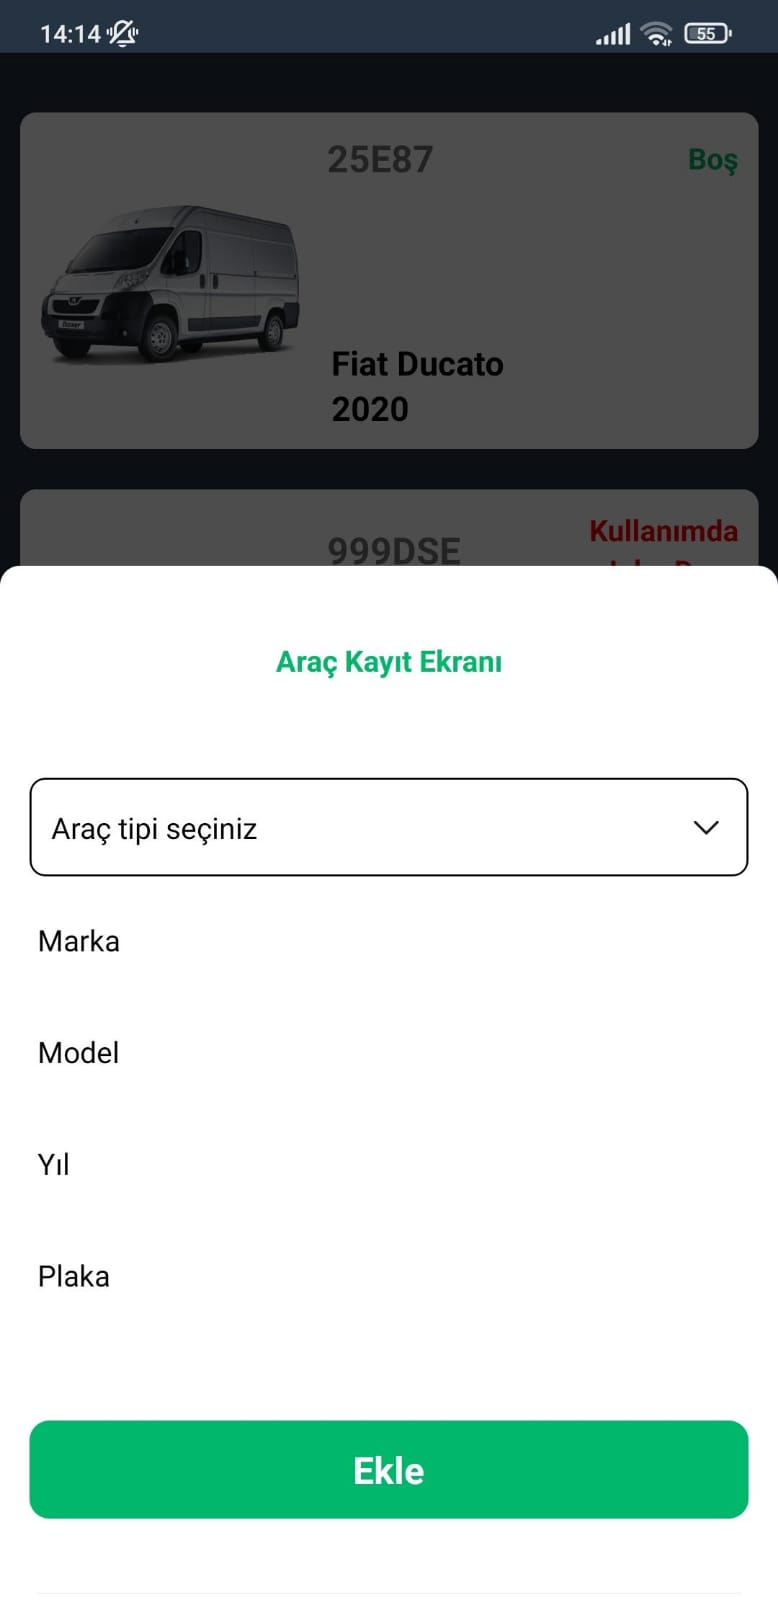 14:14
55
25E87
Boş
Fiat Ducato
2020
Kullanımda
999DSE
Araç Kayıt Ekranı
Araç tipi seçiniz
Marka
Model
Yıl
Plaka
Ekle